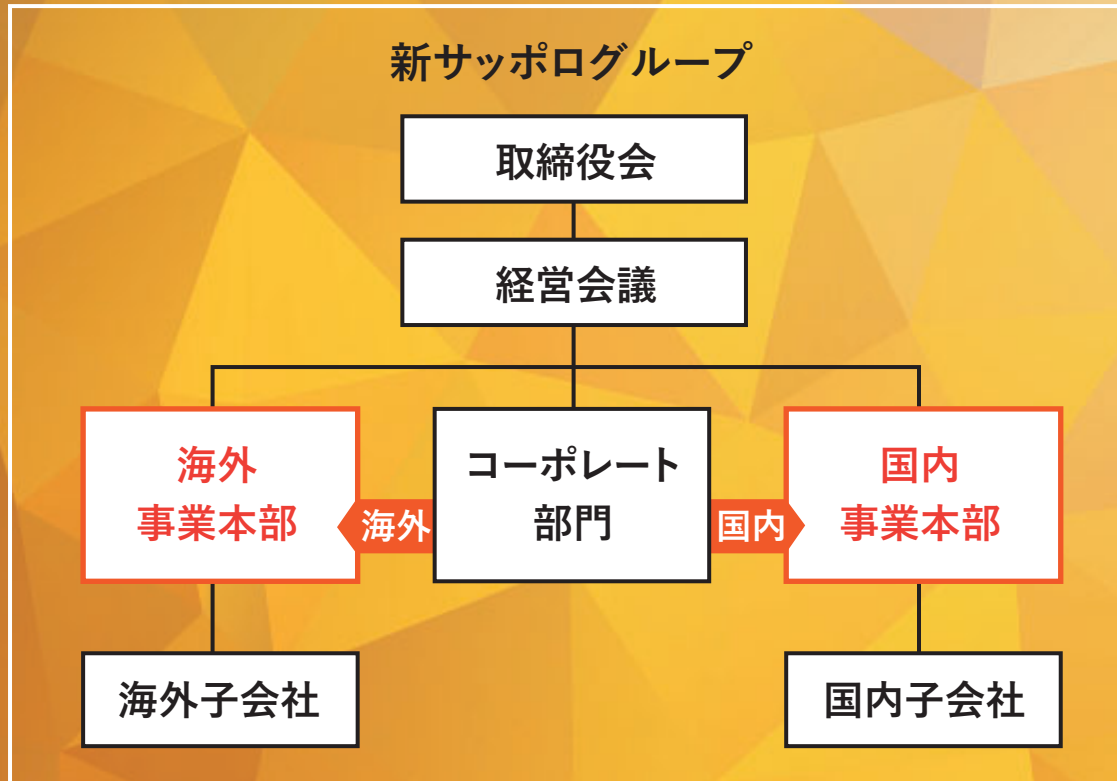 新サッポログループ
取締役会
経営会議
海外
事業本部
海外
コーポレート
部門
国内
国内
事業本部
海外子会社
国内子会社